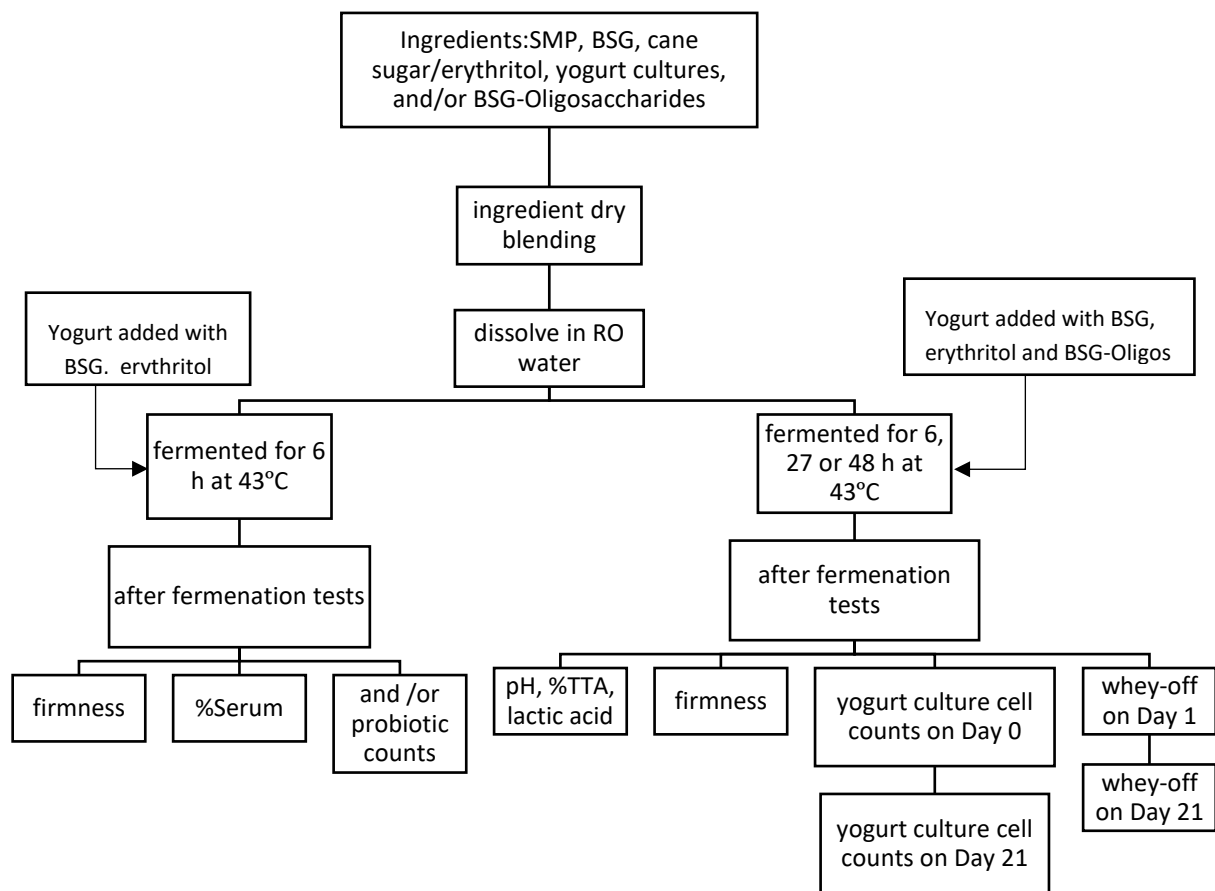 Ingredients:SMP, BSG, cane
sugar/erythritol, yogurt cultures,
and/or BSG-Oligosaccharides
ingredient dry
blending
dissolve in RO
water
Yogurt added with
BSG. ervthritol
Yogurt added with BSG,
erythritol and BSG-Oligos
fermented for 6
h at 43°C
fermented for 6,
27 or 48 h at
43°C
after fermenation tests
after fermenation
tests
firmness
%Serum
and /or
probiotic
counts
pH, %TTA,
lactic acid
firmness
yogurt culture cell
counts on Day 0
whey-off
on Day 1
yogurt culture cell
counts on Day 21
whey-off
on Day 21